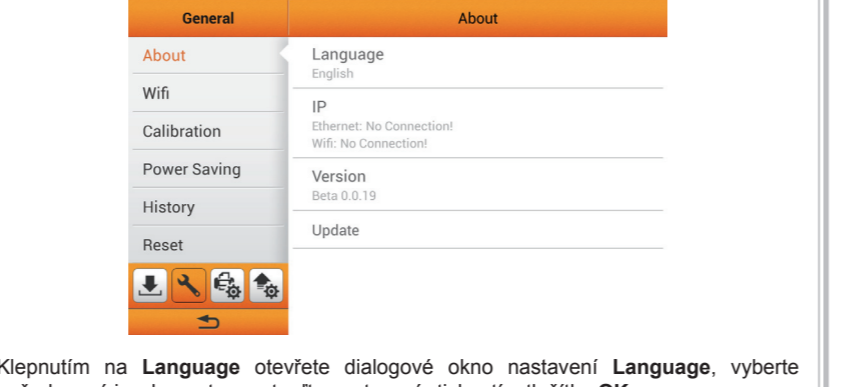 General
About
About
Wifi
Calibration
Power Saving
History
Reset
Language
English
IP
Ethernet: No Connection!
Wifi: No Connection!
Version
Beta 0.0.19
Update
Klepnutím na Language otevřete dialogové okno nastavení Language, vyberte
OK